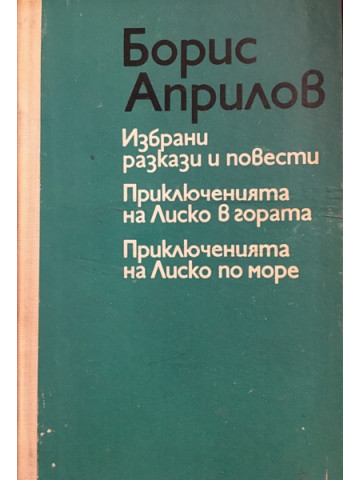 Борис
Априлов
Избрани
разкази и повести
Приключенията
на Лиско в гората
Приключенията
на Лиско по море